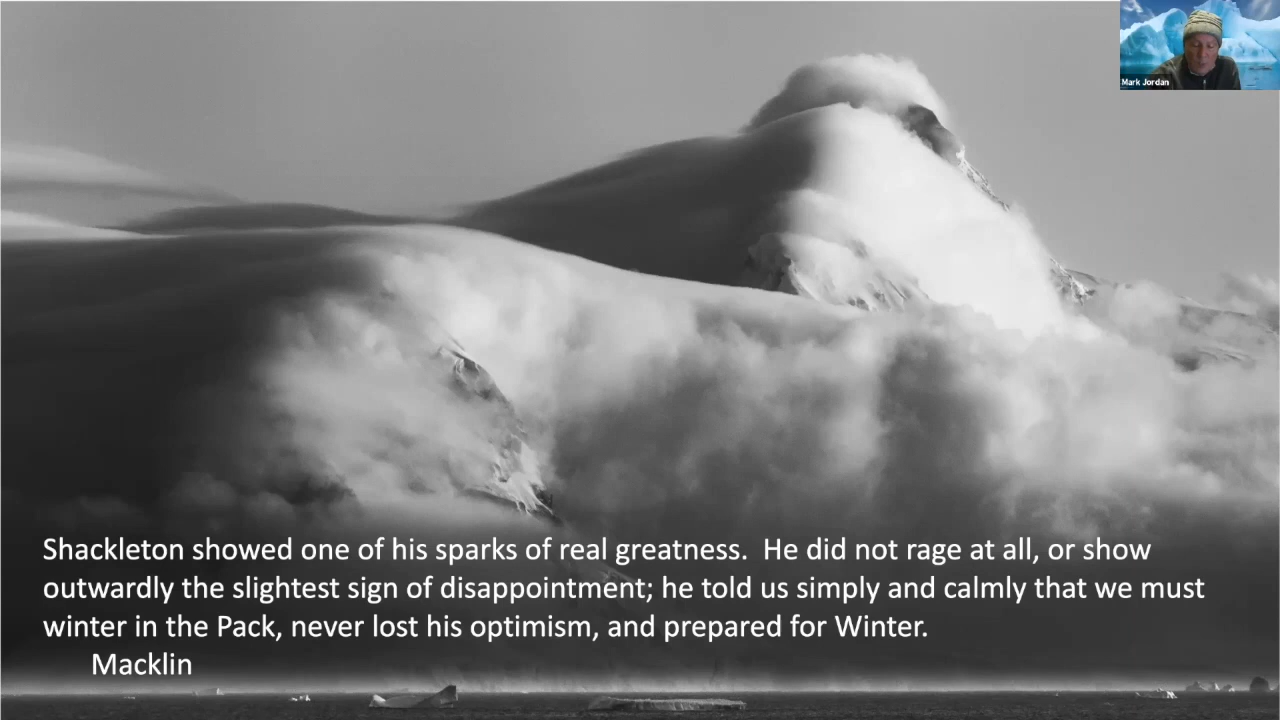 Mark Jordan
Shackleton showed one of his sparks of real greatness.  He did not rage at all, or show
outwardly the slightest sign of disappointment; he told us simply and calmly that we must
winter in the Pack, never lost his optimism, and prepared for Winter.
Macklin